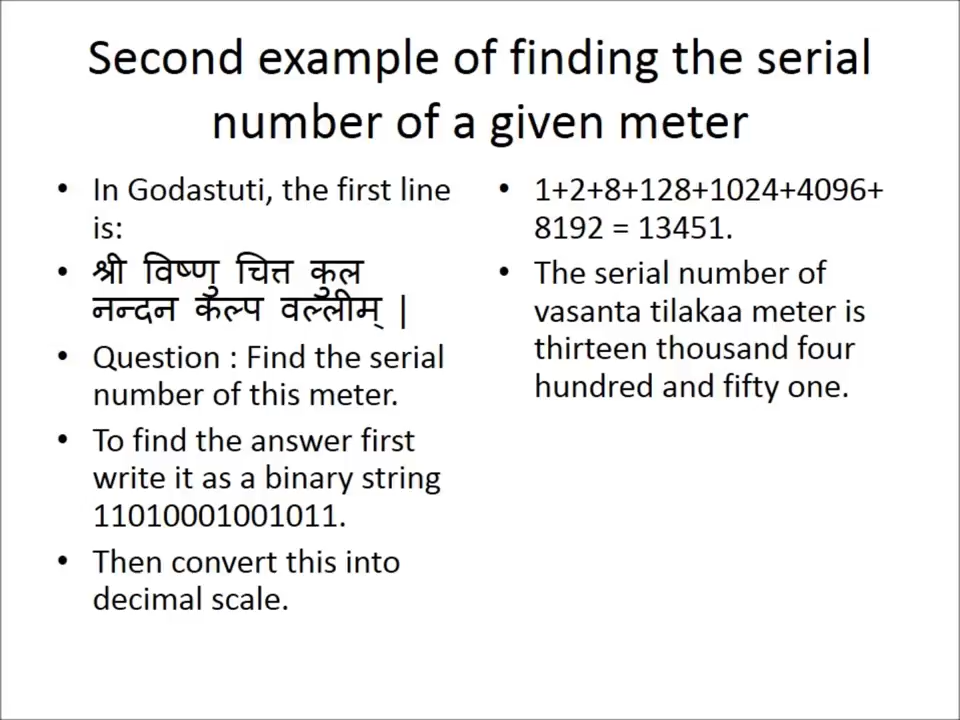 Second example of finding the serial
number of a given meter
• In Godastuti, the first line
is:
• श्री विष्णु चित्त कुल
नन्दन कल्प वल्लीम् |
• Question : Find the serial
number of this meter.
• To find the answer first
write it as a binary string
11010001001011.
• Then convert this into
decimal scale.
• 1+2+8+128+1024+4096+
8192 = 13451.
• The serial number of
vasanta tilakaa meter is
thirteen thousand four
hundred and fifty one.